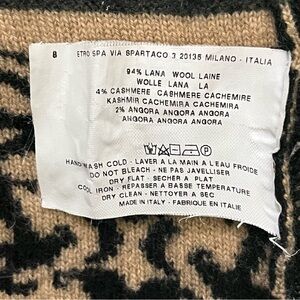 8
ETRO SPA VIA SPARTACO 3 20135 MILANO - ITALIA
94% LANA WOOL LAINE
WOLLE LANA LA
4% CASHMERE CASHMERE CACHEMIRE
KASHMIR CACHEMIRA CACHEMIRA
2% ANGORA ANGORA ANGORA
ANGORA ANGORA ANGORA
HAND WASH COLD - LAVER A LA MAIN A L'EAU FROIDE
DO NOT BLEACH - NE PAS JAVELLISER
DRY FLAT - SECHER A PLAT
COOL IRON - REPASSER A BASSE TEMPERATURE
DRY CLEAN - NETTOYER A SEC
MADE IN ITALY - FABRIQUE EN ITALIE